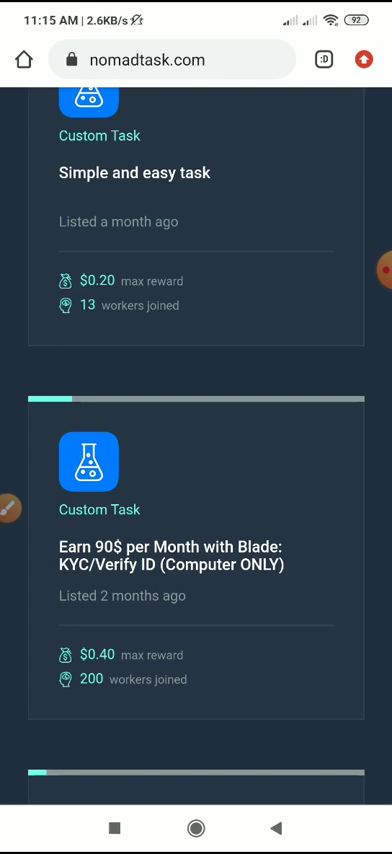 11:15 AM | 2.6KB/s
92
nomadtask.com
:D
Custom Task
Simple and easy task
Listed a month ago
$0.20 max reward
13 workers joined
Custom Task
Earn 90$ per Month with Blade:
KYC/Verify ID (Computer ONLY)
Listed 2 months ago
$0.40 max reward
200 workers joined